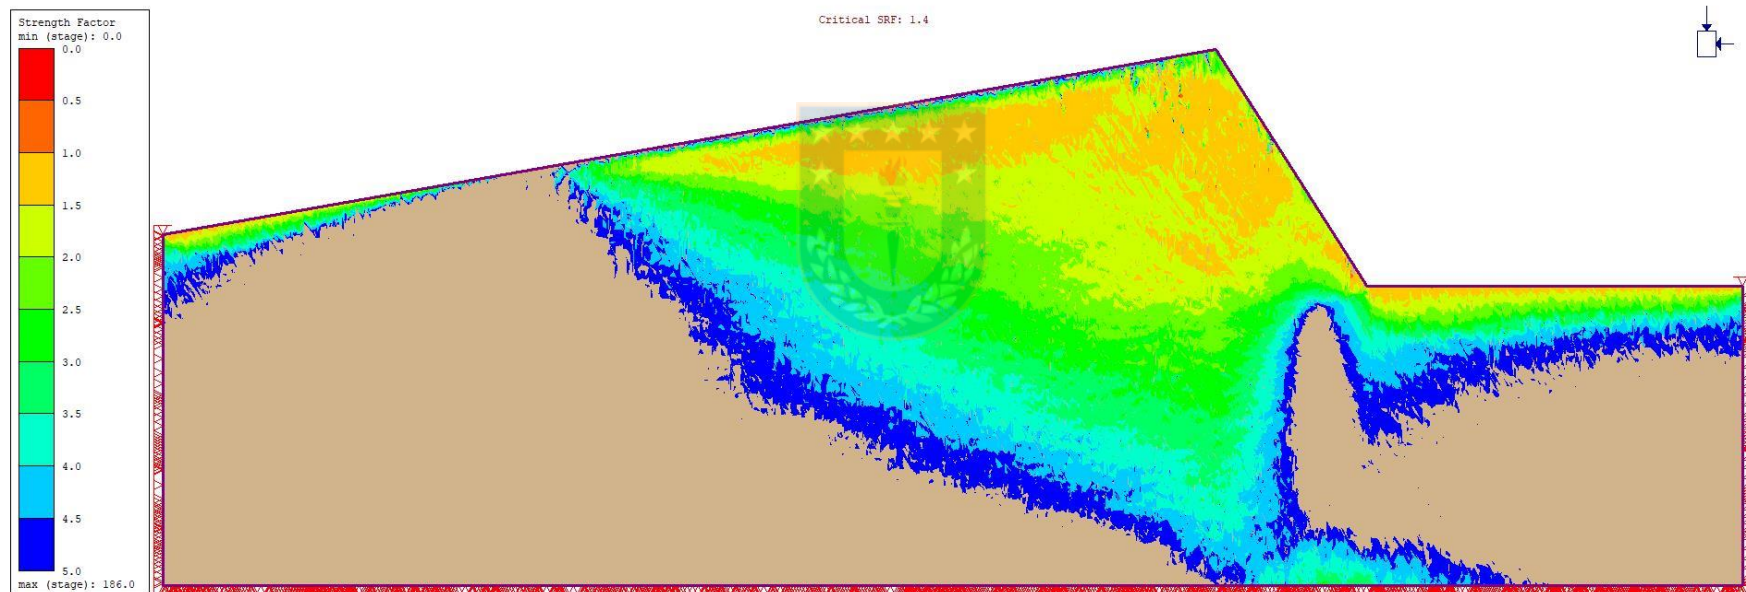 Strength Factor
min (stage): 0.0
0.0
0.5
1.0
1.5
2.0
2.5
3.0
3.5
4.0
4.5
5.0
max (stage): 186.0
Critical SRF: 1.4